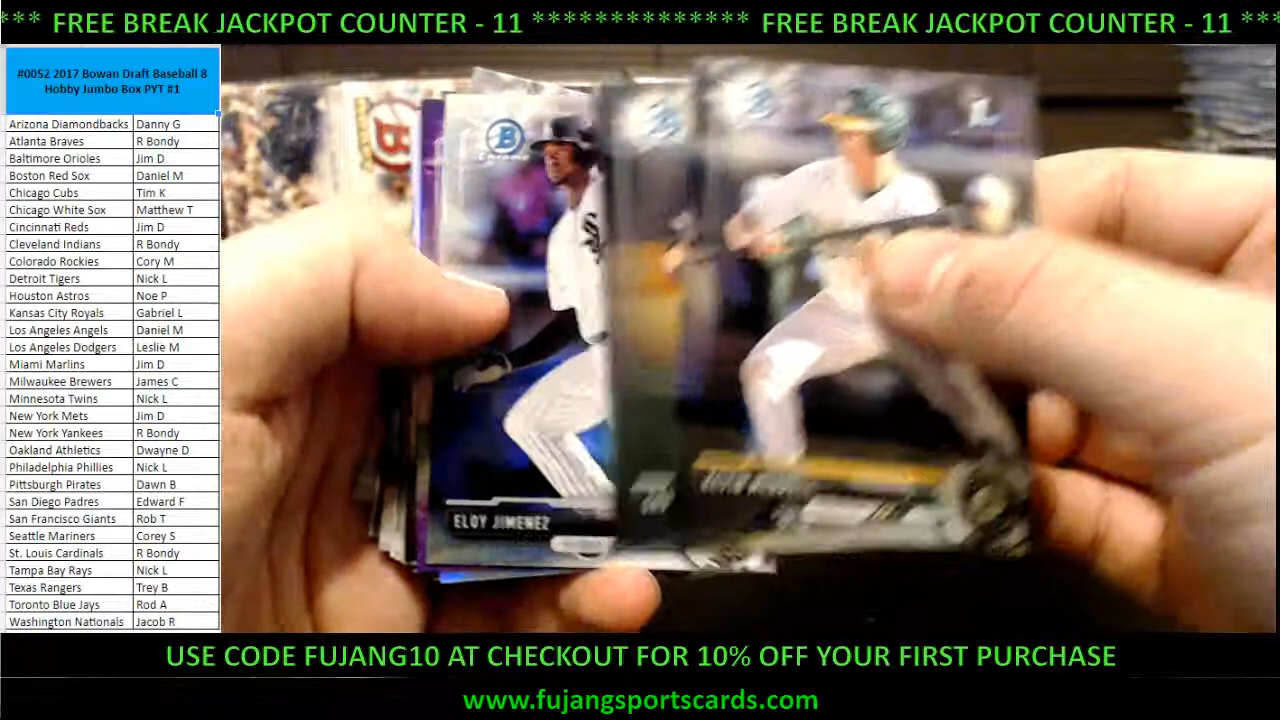 *** FREE BREAK JACKPOT COUNTER - 11 *************** FREE BREAK JACKPOT COUNTER - 11 ***
#0052 2017 Bowan Draft Baseball 8
Hobby Jumbo Box PYT #1
Arizona Diamondbacks Danny G
Atlanta Braves R Bondy
Baltimore Orioles Jim D
Boston Red Sox Daniel M
Chicago Cubs Tim K
Chicago White Sox Matthew T
Cincinnati Reds Jim D
Cleveland Indians R Bondy
Colorado Rockies Cory M
Detroit Tigers Nick L
Houston Astros Noe P
Kansas City Royals Gabriel L
Los Angeles Angels Daniel M
Los Angeles Dodgers Leslie M
Miami Marlins Jim D
Milwaukee Brewers James C
Minnesota Twins Nick L
New York Mets Jim D
New York Yankees R Bondy
Oakland Athletics Dwayne D
Philadelphia Phillies Nick L
Pittsburgh Pirates Dawn B
San Diego Padres Edward F
San Francisco Giants Rob T
Seattle Mariners Corey S
St. Louis Cardinals R Bondy
Tampa Bay Rays Nick L
Texas Rangers Trey B
Toronto Blue Jays Rod A
Washington Nationals Jacob R
B
Chrome
ELOY JIMENEZ
USE CODE FUJANG10 AT CHECKOUT FOR 10% OFF YOUR FIRST PURCHASE
www.fujangsportscards.com